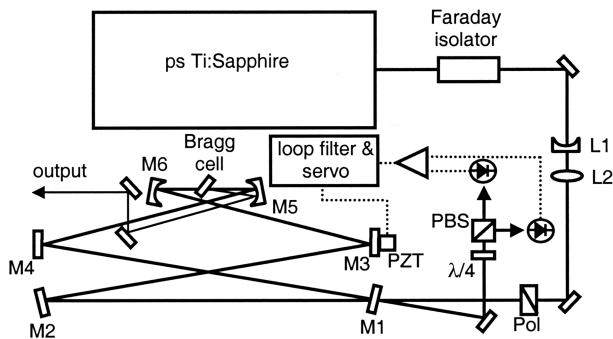 Faraday
isolator
ps Ti:Sapphire
L1
Bragg
cell
loop filter &
servo
M6
output
L2
M5
PBS
M4
M3
PZT
λ/4
M2
M1
Pol